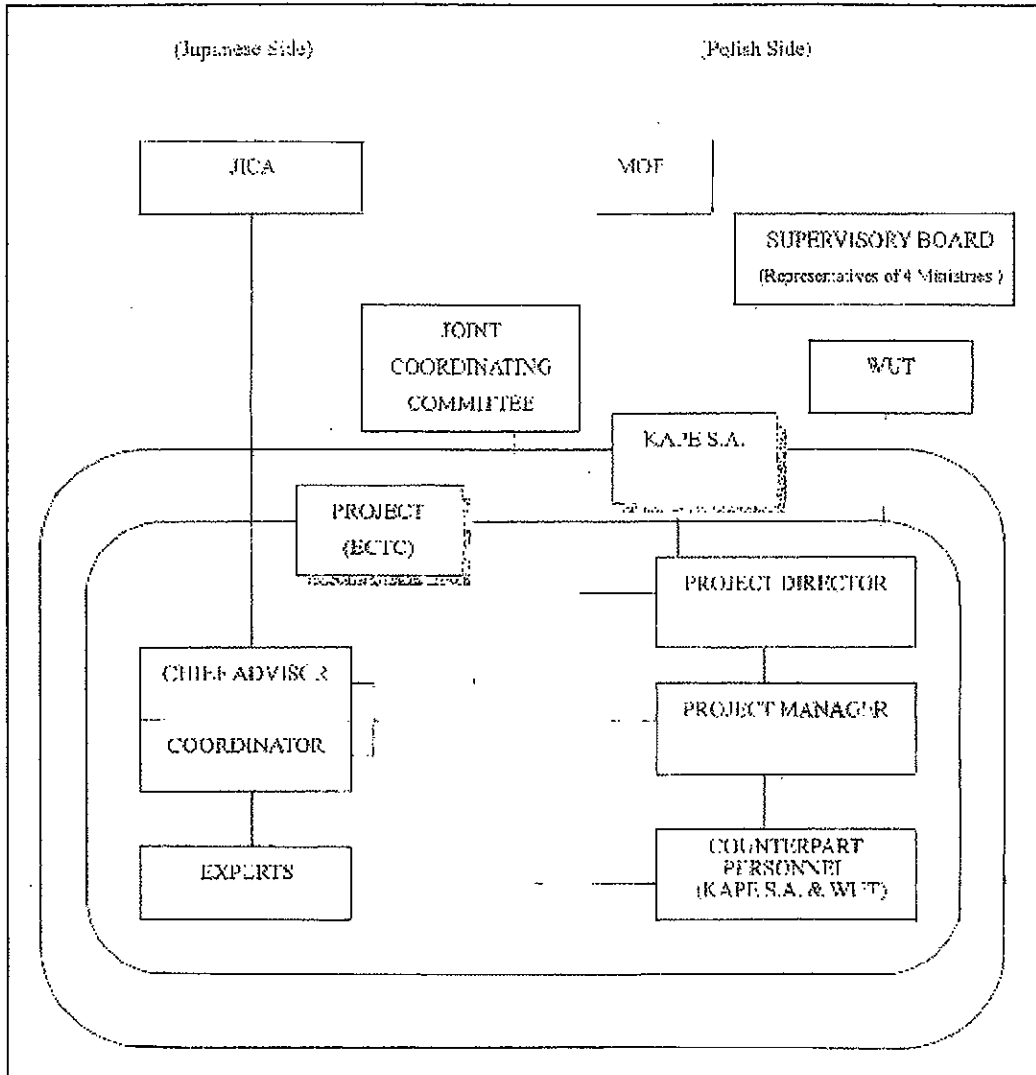 (Japanese Side)
(Polish Side)
JICA
MOE
SUPERVISORY BOARD
(Representatives of 4 Ministries)
JOINT
COORDINATING
COMMITTEE
WUT
KAPE S.A.
PROJECT
(ECTC)
PROJECT DIRECTOR
CHIEF ADVISOR
PROJECT MANAGER
COORDINATOR
EXPERTS
COUNTERPART
PERSONNEL
(KAPE S.A. & WUT)